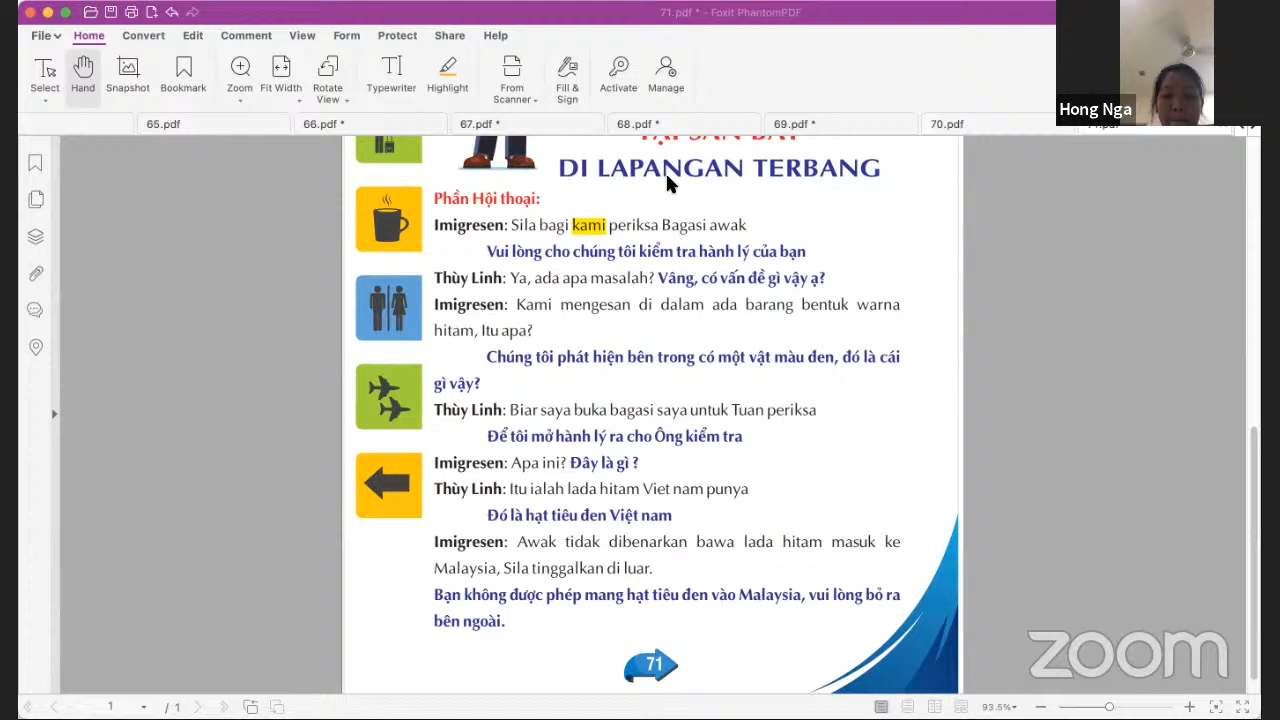 71.pdf * - Foxit PhantomPDF
File Home Convert Edit Comment View Form Protect Share Help
Select Hand Snapshot Bookmark Zoom Fit Width Rotate View Typewriter Highlight From Scanner Fill & Sign Activate Manage
Hong Nga
65.pdf 66.pdf * 67.pdf * 68.pdf * 69.pdf * 70.pdf
TẠI SÂN BAY
DI LAPANGAN TERBANG
Phần Hội thoại:
Imigresen: Sila bagi kami periksa Bagasi awak
Vui lòng cho chúng tôi kiểm tra hành lý của bạn
Thùy Linh: Ya, ada apa masalah? Vâng, có vấn đề gì vậy ạ?
Imigresen: Kami mengesan di dalam ada barang bentuk warna
hitam, Itu apa?
Chúng tôi phát hiện bên trong có một vật màu đen, đó là cái
gì vậy?
Thùy Linh: Biar saya buka bagasi saya untuk Tuan periksa
Để tôi mở hành lý ra cho Ông kiểm tra
Imigresen: Apa ini? Đây là gì ?
Thùy Linh: Itu ialah lada hitam Viet nam punya
Đó là hạt tiêu đen Việt nam
Imigresen: Awak tidak dibenarkan bawa lada hitam masuk ke
Malaysia, Sila tinggalkan di luar.
Bạn không được phép mang hạt tiêu đen vào Malaysia, vui lòng bỏ ra
bên ngoài.
71
zoom
1 / 1 93.5%